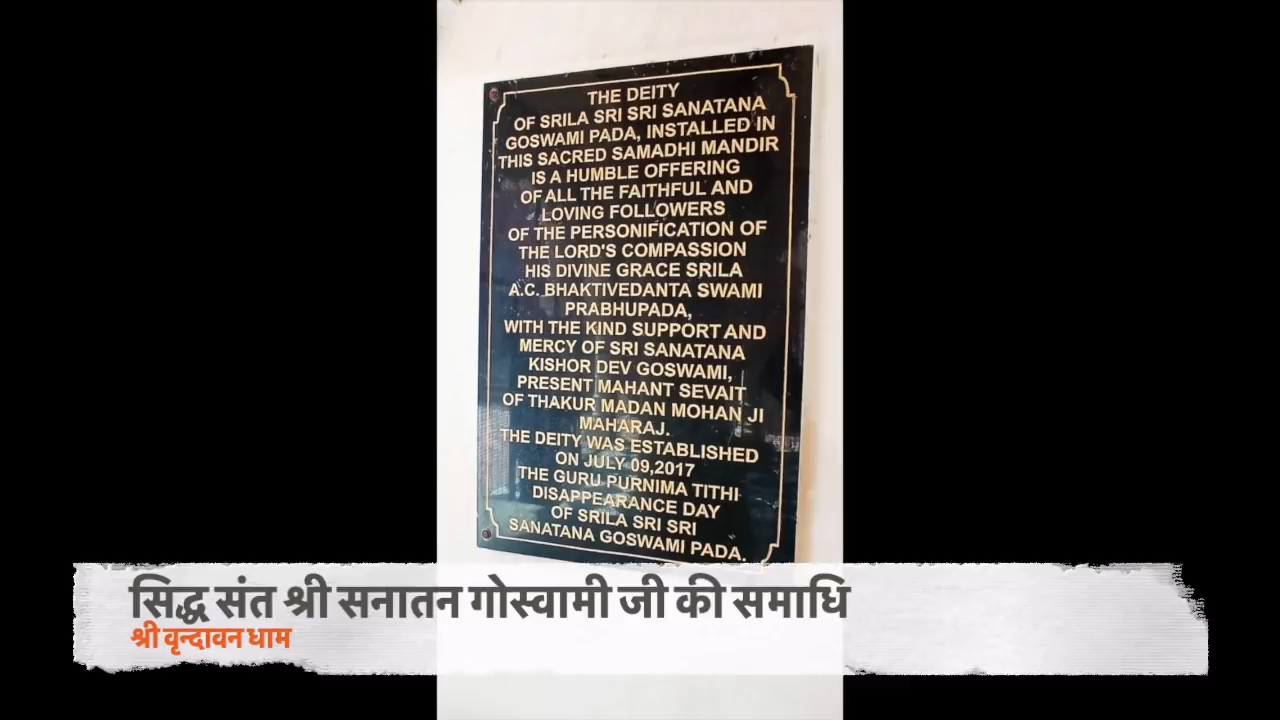 THE DEITY
OF SRILA SRI SRI SANATANA
GOSWAMI PADA, INSTALLED IN
THIS SACRED SAMADHI MANDIR
IS A HUMBLE OFFERING
OF ALL THE FAITHFUL AND
LOVING FOLLOWERS
OF THE PERSONIFICATION OF
THE LORD'S COMPASSION
HIS DIVINE GRACE SRILA
A.C. BHAKTIVEDANTA SWAMI
PRABHUPADA,
WITH THE KIND SUPPORT AND
MERCY OF SRI SANATANA
KISHOR DEV GOSWAMI,
PRESENT MAHANT SEVAIT
OF THAKUR MADAN MOHAN JI
MAHARAJ.
THE DEITY WAS ESTABLISHED
ON JULY 09,2017
THE GURU PURNIMA TITHI
DISAPPEARANCE DAY
OF SRILA SRI SRI
SANATANA GOSWAMI PADA.
सिद्ध संत श्री सनातन गोस्वामी जी की समाधि
श्री वृन्दावन धाम